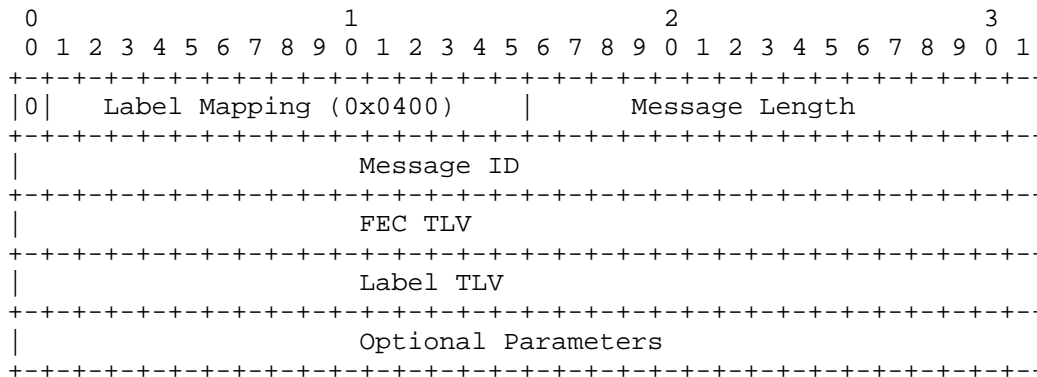 0                   1                   2                   3
 0 1 2 3 4 5 6 7 8 9 0 1 2 3 4 5 6 7 8 9 0 1 2 3 4 5 6 7 8 9 0 1
+-+-+-+-+-+-+-+-+-+-+-+-+-+-+-+-+-+-+-+-+-+-+-+-+-+-+-+-+-+-+-+-
|0|   Label Mapping (0x0400)    |      Message Length
+-+-+-+-+-+-+-+-+-+-+-+-+-+-+-+-+-+-+-+-+-+-+-+-+-+-+-+-+-+-+-+-
|                     Message ID
+-+-+-+-+-+-+-+-+-+-+-+-+-+-+-+-+-+-+-+-+-+-+-+-+-+-+-+-+-+-+-+-
|                     FEC TLV
+-+-+-+-+-+-+-+-+-+-+-+-+-+-+-+-+-+-+-+-+-+-+-+-+-+-+-+-+-+-+-+-
|                     Label TLV
+-+-+-+-+-+-+-+-+-+-+-+-+-+-+-+-+-+-+-+-+-+-+-+-+-+-+-+-+-+-+-+-
|                     Optional Parameters
+-+-+-+-+-+-+-+-+-+-+-+-+-+-+-+-+-+-+-+-+-+-+-+-+-+-+-+-+-+-+-+-